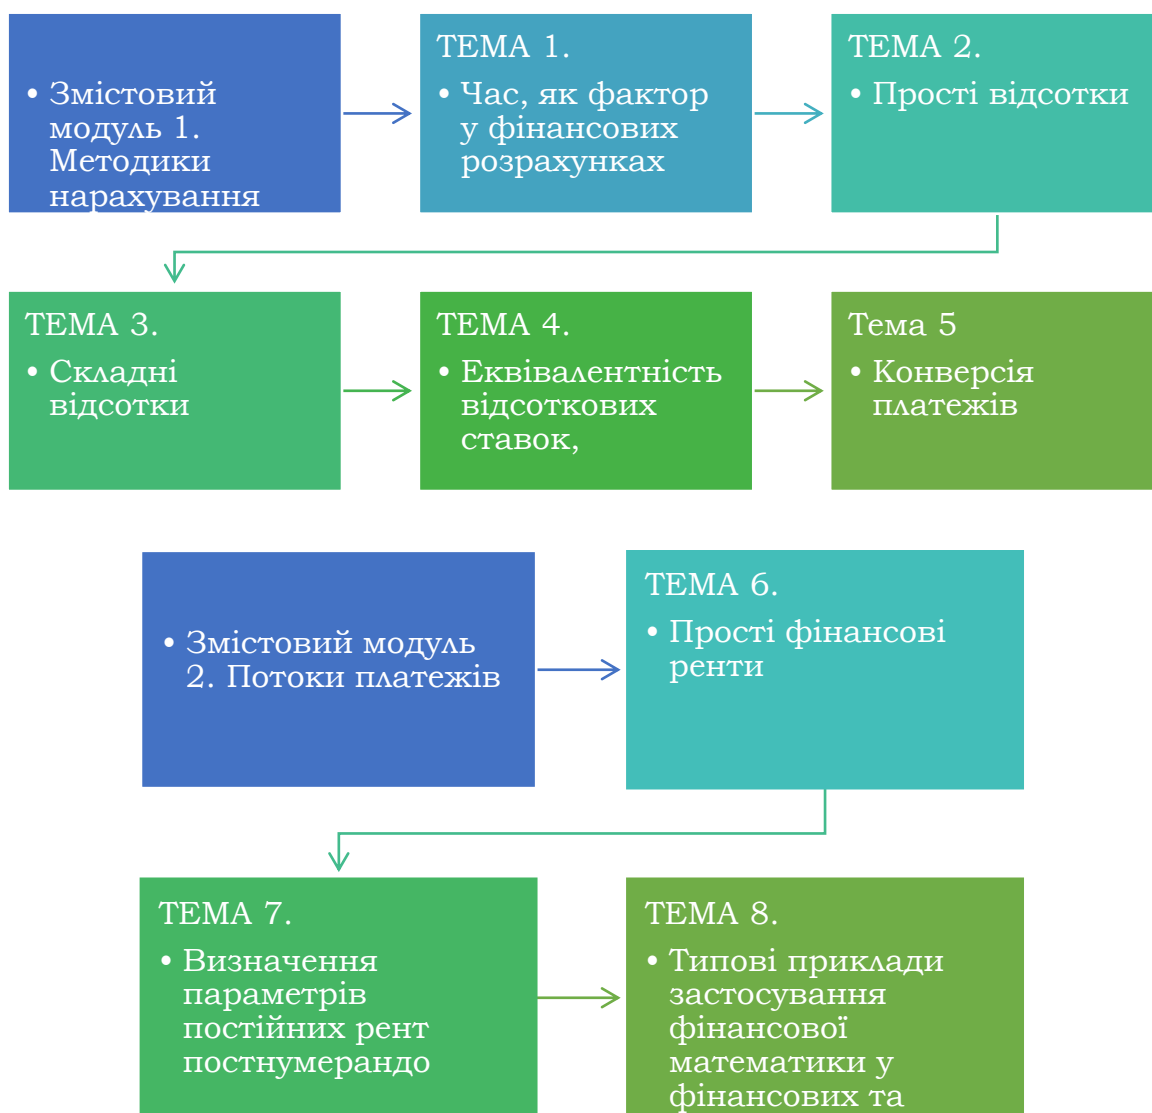 • Змістовий
модуль 1.
Методики
нарахування
ТЕМА 1.
• Час, як фактор
у фінансових
розрахунках
ТЕМА 2.
• Прості відсотки
ТЕМА 3.
• Складні
відсотки
ТЕМА 4.
• Еквівалентність
відсоткових
ставок,
Тема 5
• Конверсія
платежів
• Змістовий модуль
2. Потоки платежів
ТЕМА 6.
• Прості фінансові
ренти
ТЕМА 7.
• Визначення
параметрів
постійних рент
постнумерандо
ТЕМА 8.
• Типові приклади
застосування
фінансової
математики у
фінансових та